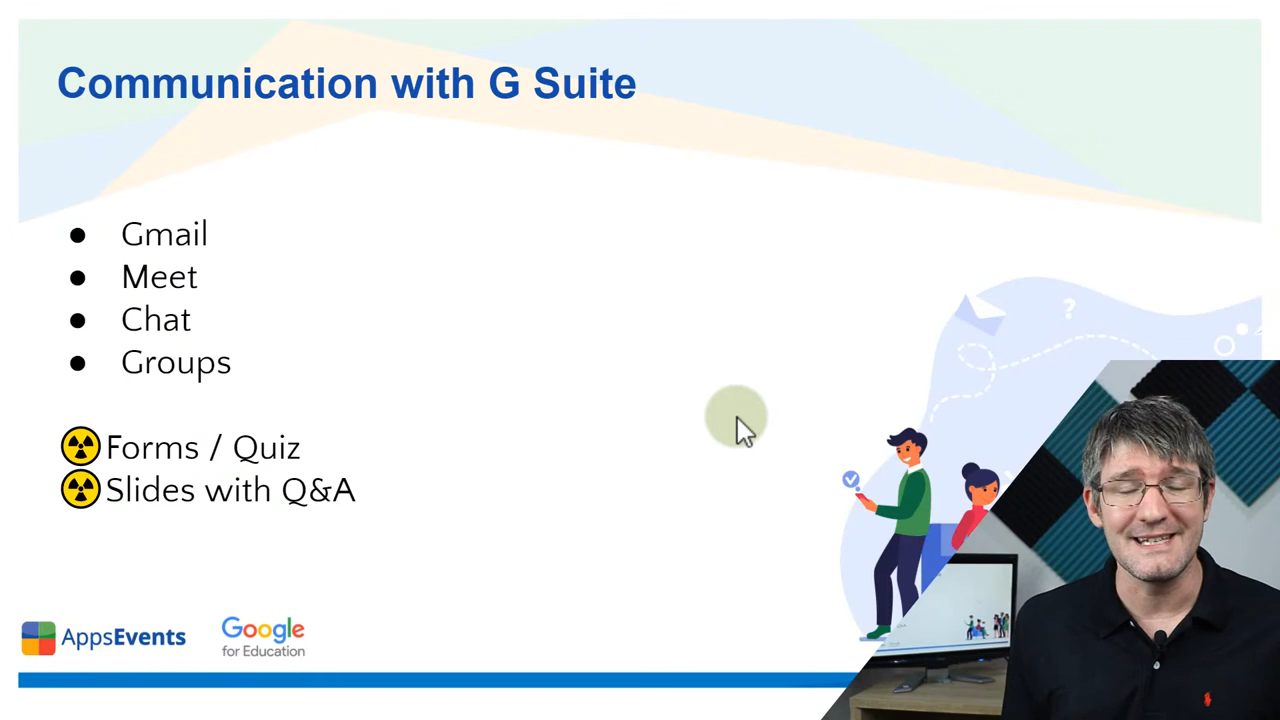 Communication with G Suite
● Gmail
● Meet
● Chat
● Groups
Forms / Quiz
Slides with Q&A
?
AppsEvents
Google
for Education